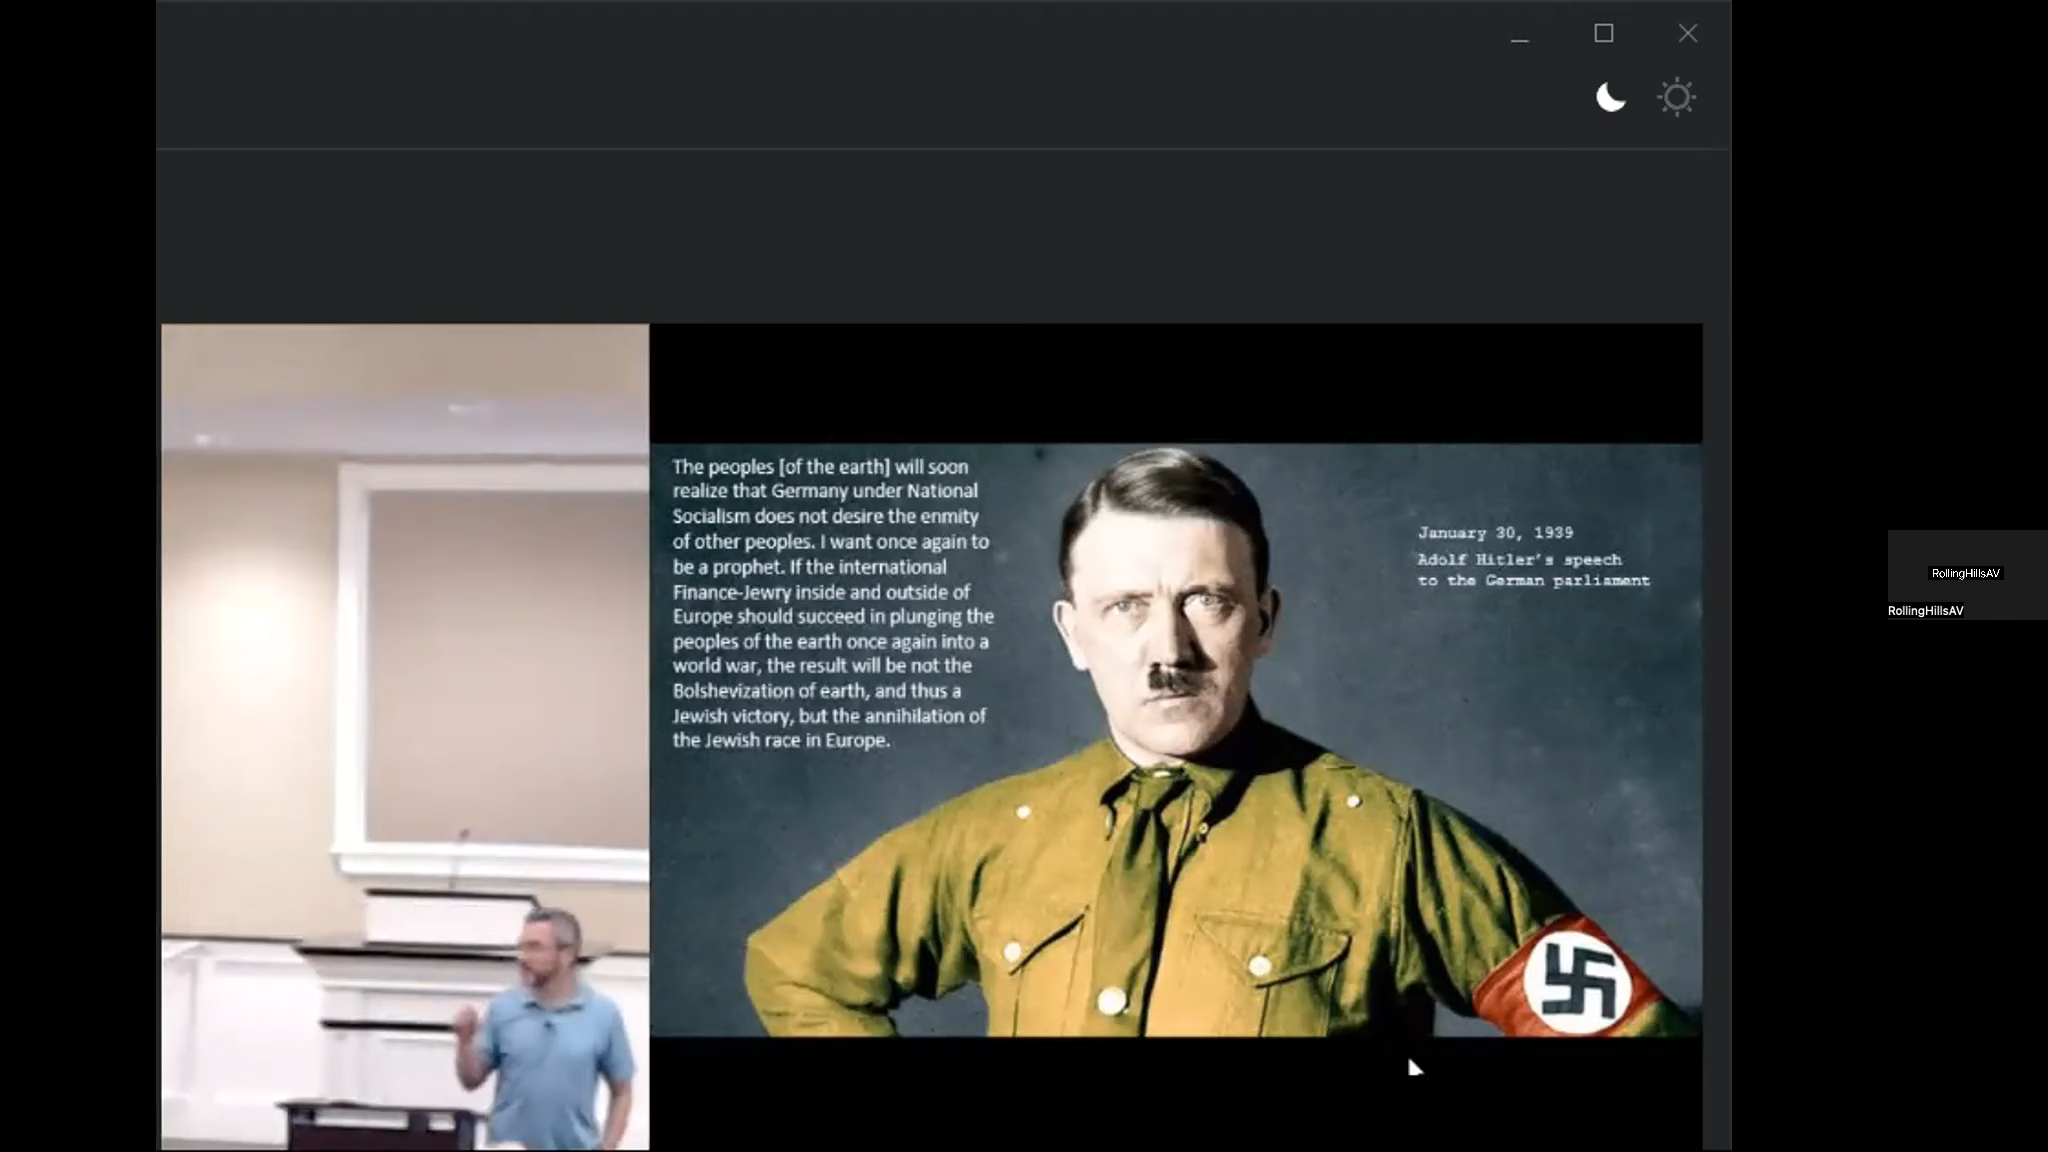 The peoples [of the earth] will soon
realize that Germany under National
Socialism does not desire the enmity
of other peoples. I want once again to
be a prophet. If the international
Finance-Jewry inside and outside of
Europe should succeed in plunging the
peoples of the earth once again into a
world war, the result will be not the
Bolshevization of earth, and thus a
Jewish victory, but the annihilation of
the Jewish race in Europe.
January 30, 1939
Adolf Hitler's speech
to the German parliament
RollingHillsAV
RollingHillsAV